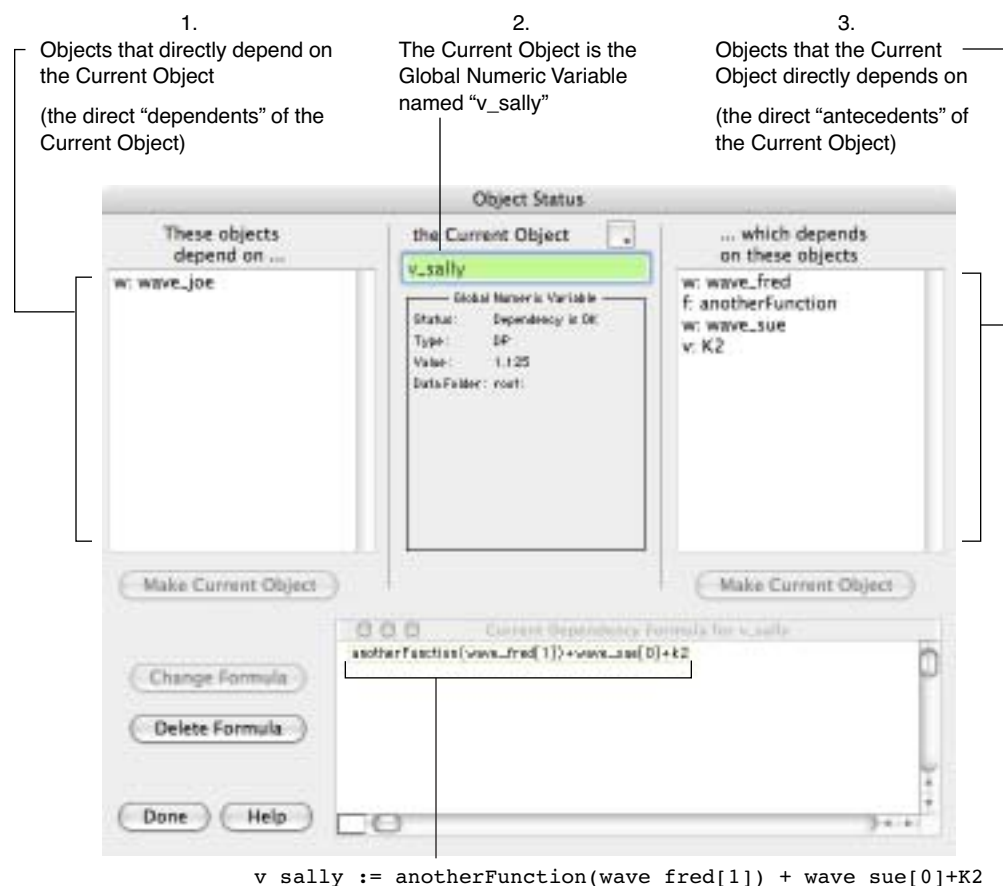 1.
Objects that directly depend on
the Current Object
(the direct “dependents” of the
Current Object)
2.
The Current Object is the
Global Numeric Variable
named “v_sally”
3.
Objects that the Current
Object directly depends on
(the direct “antecedents” of
the Current Object)
Object Status
These objects
depend on ...
w: wave_joe
Make Current Object
the Current Object
v_sally
Global Numeric Variable
Status: Dependency is OK
Type: DP
Value: 1.125
Data Folder: root:
... which depends
on these objects
w: wave_fred
f: anotherFunction
w: wave_sue
v: K2
Make Current Object
Change Formula
Delete Formula
Done
Help
Current Dependency Formula for v_sally
anotherFunction(wave_fred[1])+wave_sue[0]+k2
v_sally := anotherFunction(wave_fred[1]) + wave_sue[0]+K2